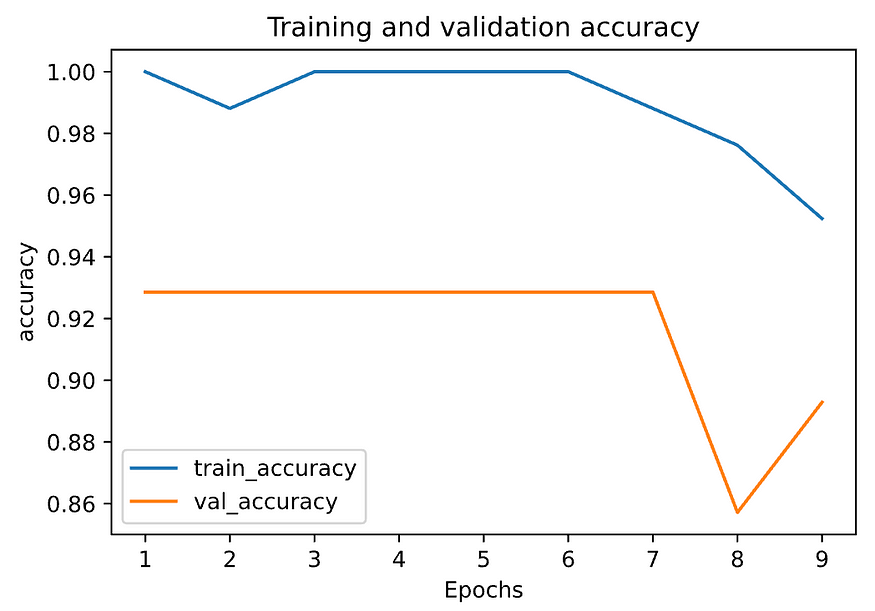 Training and validation accuracy
1.00
0.98
0.96
0.94
0.92
0.90
0.88
0.86
accuracy
train_accuracy
val_accuracy
1 2 3 4 5 6 7 8 9
Epochs